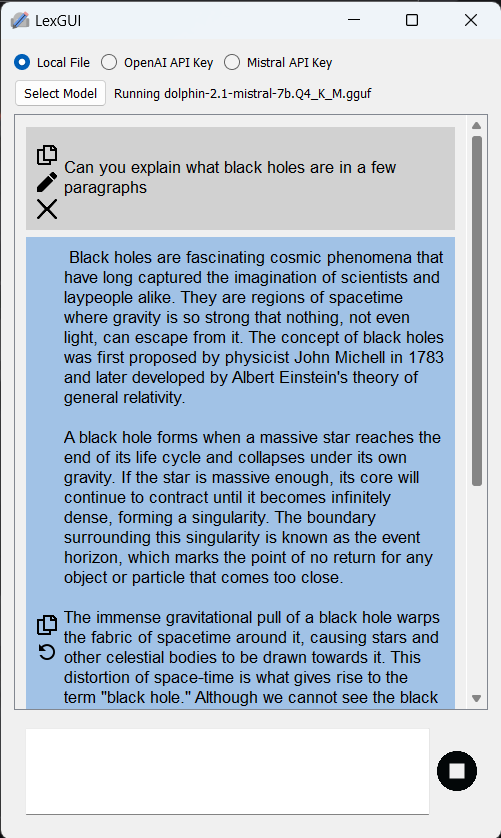 LexGUI
Local File OpenAI API Key Mistral API Key
Select Model Running dolphin-2.1-mistral-7b.Q4_K_M.gguf
Can you explain what black holes are in a few
paragraphs
Black holes are fascinating cosmic phenomena that
have long captured the imagination of scientists and
laypeople alike. They are regions of spacetime
where gravity is so strong that nothing, not even
light, can escape from it. The concept of black holes
was first proposed by physicist John Michell in 1783
and later developed by Albert Einstein's theory of
general relativity.
A black hole forms when a massive star reaches the
end of its life cycle and collapses under its own
gravity. If the star is massive enough, its core will
continue to contract until it becomes infinitely
dense, forming a singularity. The boundary
surrounding this singularity is known as the event
horizon, which marks the point of no return for any
object or particle that comes too close.
The immense gravitational pull of a black hole warps
the fabric of spacetime around it, causing stars and
other celestial bodies to be drawn towards it. This
distortion of space-time is what gives rise to the
term "black hole." Although we cannot see the black